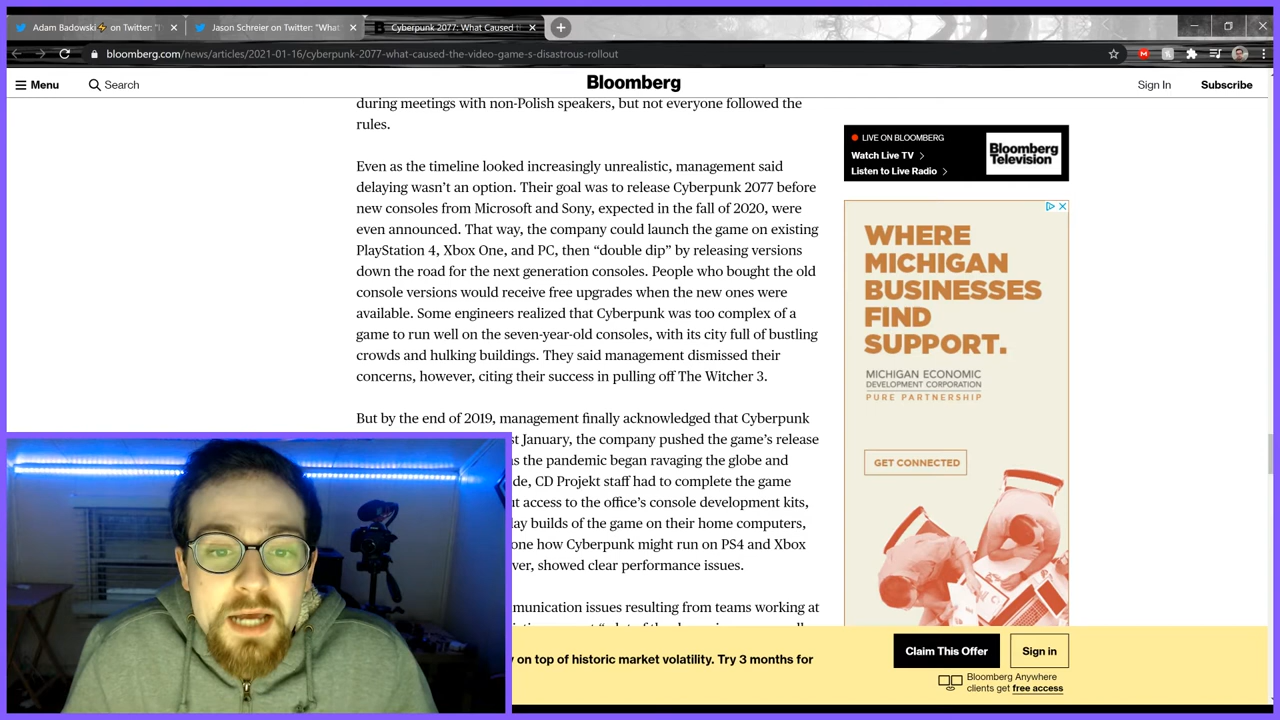 Adam Badowski⚡ on Twitter: "
Jason Schreier on Twitter: "What
Cyberpunk 2077: What Caused
bloomberg.com/news/articles/2021-01-16/cyberpunk-2077-what-caused-the-video-game-s-disastrous-rollout
Menu
Search
Bloomberg
Sign In
Subscribe
during meetings with non-Polish speakers, but not everyone followed the
rules.
Even as the timeline looked increasingly unrealistic, management said
delaying wasn't an option. Their goal was to release Cyberpunk 2077 before
new consoles from Microsoft and Sony, expected in the fall of 2020, were
even announced. That way, the company could launch the game on existing
PlayStation 4, Xbox One, and PC, then “double dip” by releasing versions
down the road for the next generation consoles. People who bought the old
console versions would receive free upgrades when the new ones were
available. Some engineers realized that Cyberpunk was too complex of a
game to run well on the seven-year-old consoles, with its city full of bustling
crowds and hulking buildings. They said management dismissed their
concerns, however, citing their success in pulling off The Witcher 3.
But by the end of 2019, management finally acknowledged that Cyberpunk
st January, the company pushed the game's release
s the pandemic began ravaging the globe and
de, CD Projekt staff had to complete the game
ut access to the office's console development kits,
lay builds of the game on their home computers,
one how Cyberpunk might run on PS4 and Xbox
ver, showed clear performance issues.
munication issues resulting from teams working at
LIVE ON BLOOMBERG
Watch Live TV >
Listen to Live Radio >
Bloomberg
Television
WHERE
MICHIGAN
BUSINESSES
FIND
SUPPORT.
MICHIGAN ECONOMIC
DEVELOPMENT CORPORATION
PURE PARTNERSHIP
GET CONNECTED
y on top of historic market volatility. Try 3 months for
Claim This Offer
Sign in
Bloomberg Anywhere
clients get free access